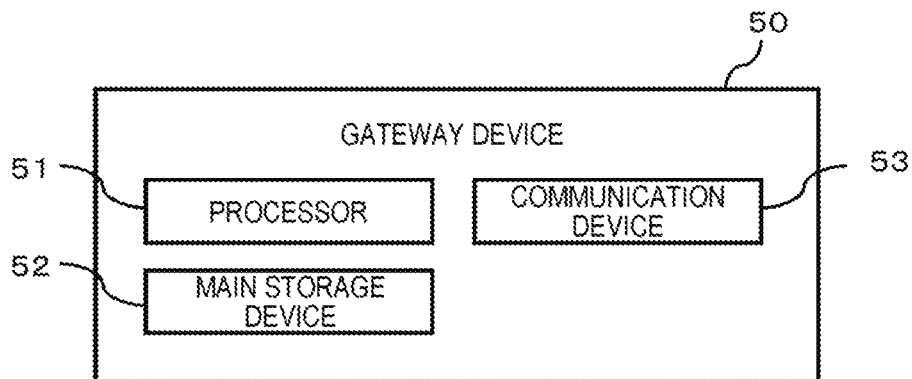 50
GATEWAY DEVICE
51
PROCESSOR
COMMUNICATION
DEVICE
53
52
MAIN STORAGE
DEVICE